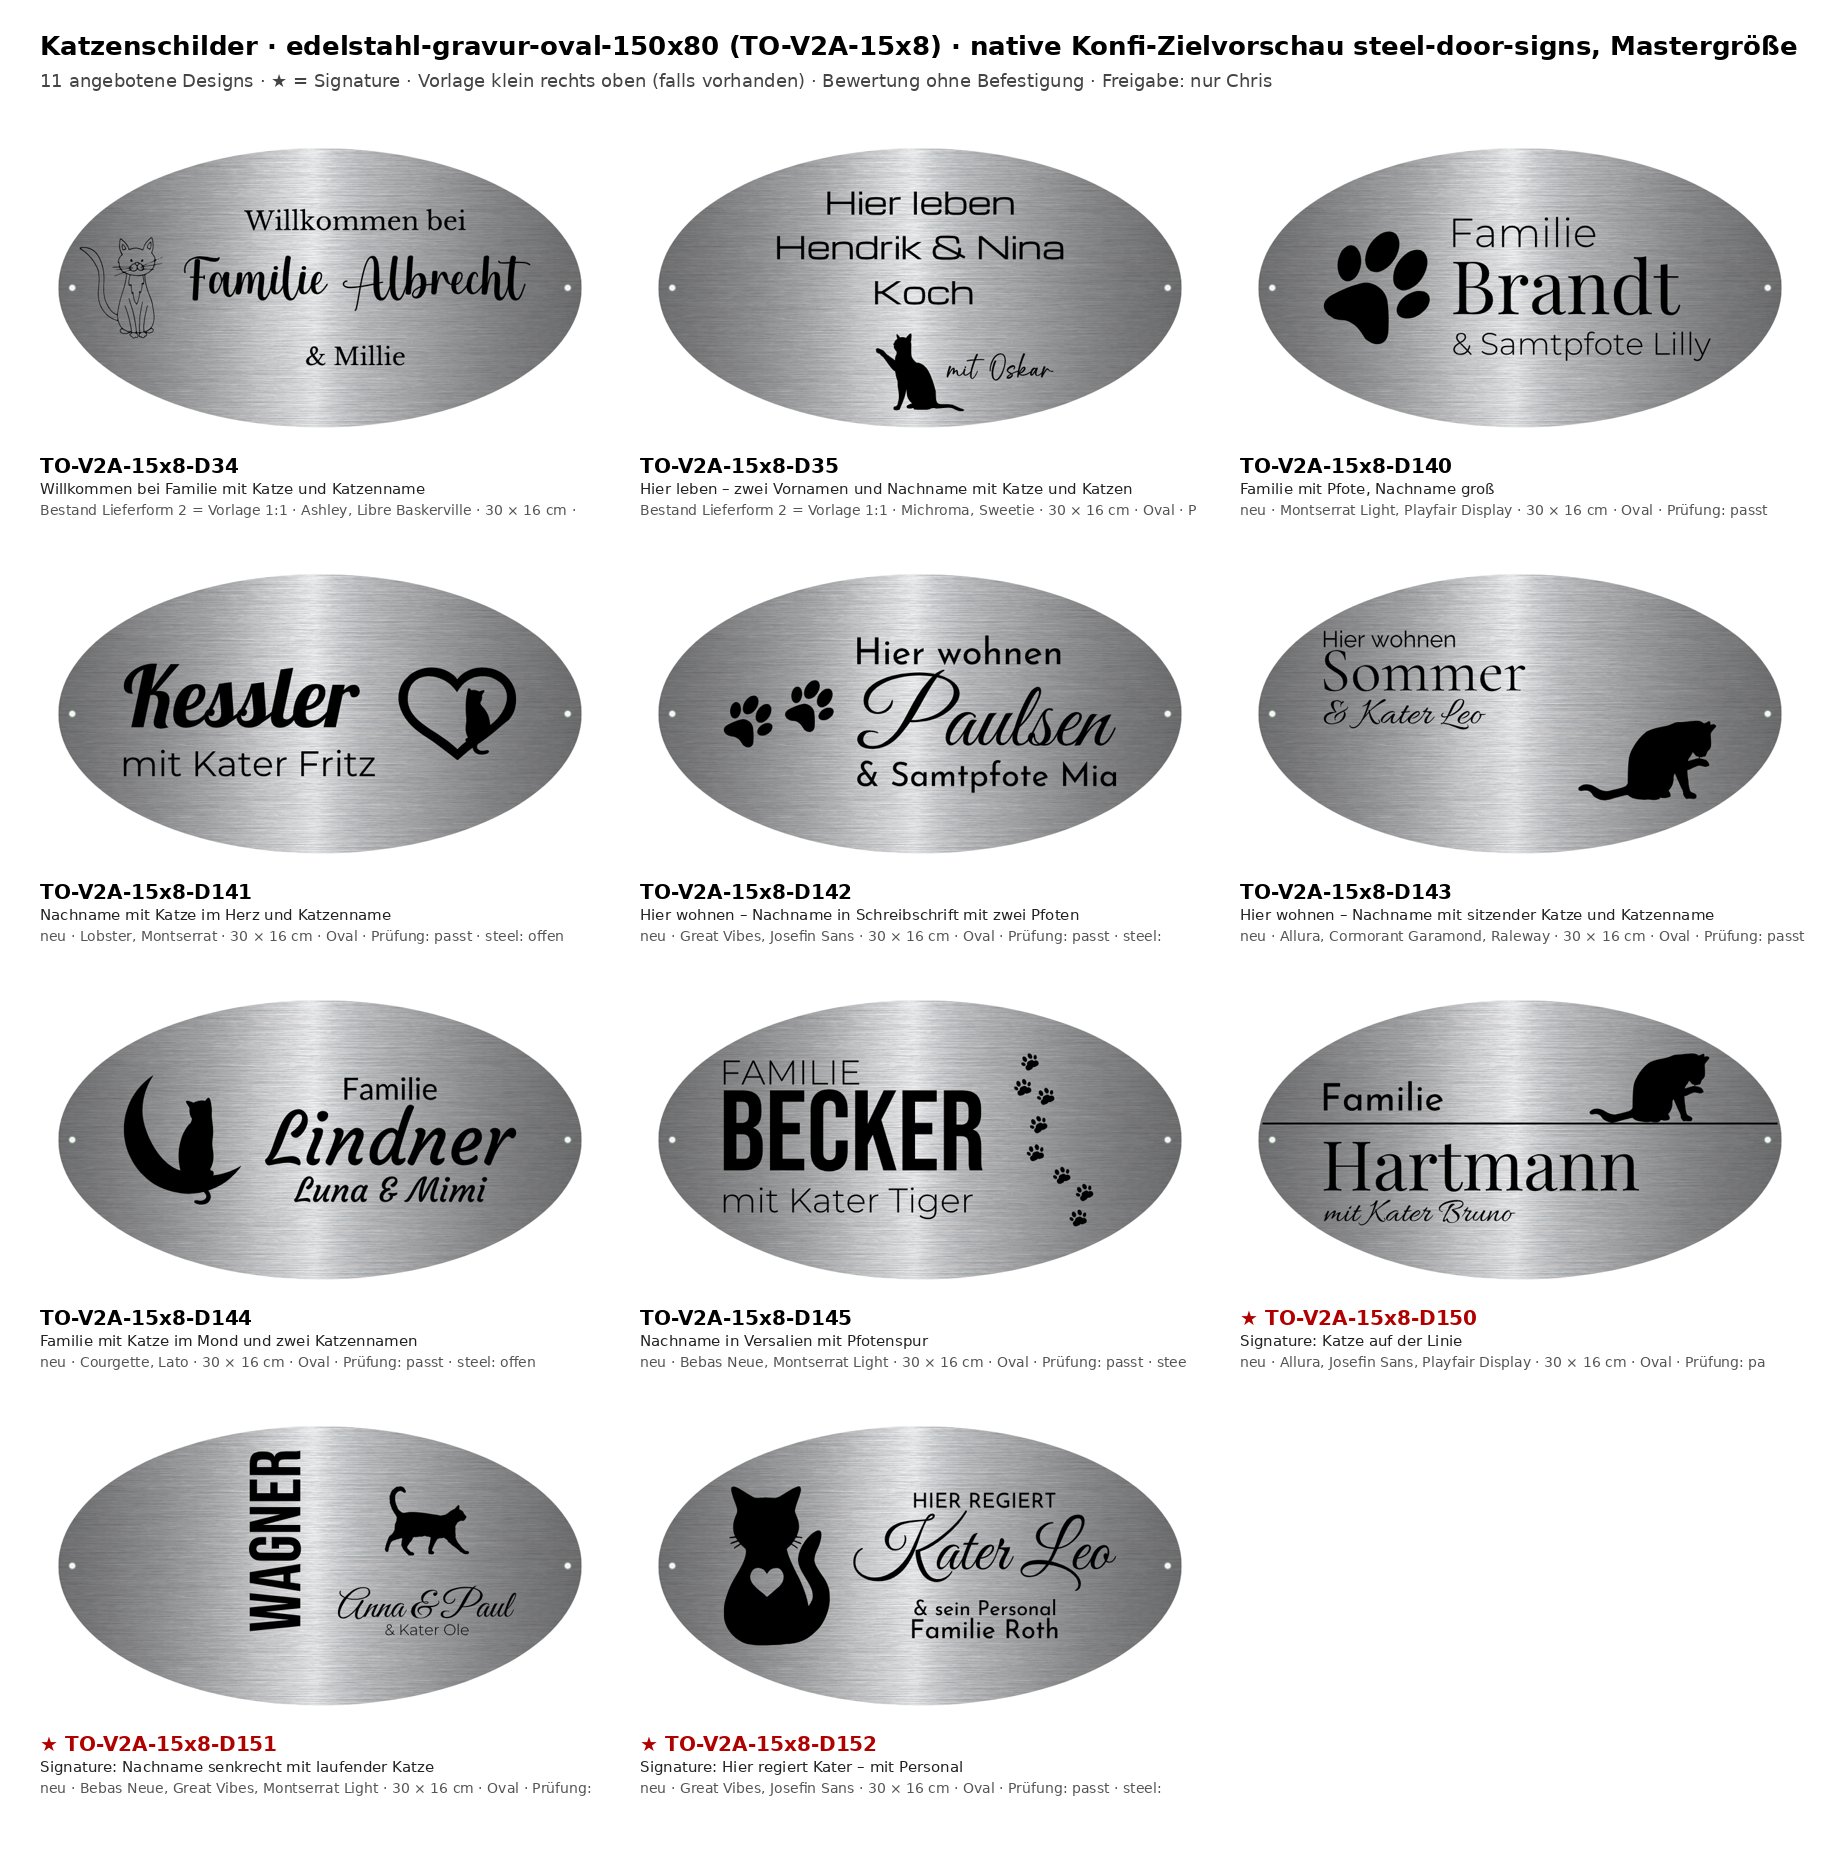 Katzenschilder · edelstahl-gravur-oval-150x80 (TO-V2A-15x8) · native Konfi-Zielvorschau steel-door-signs, Mastergröße
11 angebotene Designs · ★ = Signature · Vorlage klein rechts oben (falls vorhanden) · Bewertung ohne Befestigung · Freigabe: nur Chris
Willkommen bei
Familie Albrecht
& Millie
TO-V2A-15x8-D34
Willkommen bei Familie mit Katze und Katzenname
Bestand Lieferform 2 = Vorlage 1:1 · Ashley, Libre Baskerville · 30 × 16 cm ·
Hier leben
Hendrik & Nina
Koch
mit Oskar
TO-V2A-15x8-D35
Hier leben – zwei Vornamen und Nachname mit Katze und Katzen
Bestand Lieferform 2 = Vorlage 1:1 · Michroma, Sweetie · 30 × 16 cm · Oval · P
Familie
Brandt
& Samtpfote Lilly
TO-V2A-15x8-D140
Familie mit Pfote, Nachname groß
neu · Montserrat Light, Playfair Display · 30 × 16 cm · Oval · Prüfung: passt
Kessler
mit Kater Fritz
TO-V2A-15x8-D141
Nachname mit Katze im Herz und Katzenname
neu · Lobster, Montserrat · 30 × 16 cm · Oval · Prüfung: passt · steel: offen
Hier wohnen
Paulsen
& Samtpfote Mia
TO-V2A-15x8-D142
Hier wohnen – Nachname in Schreibschrift mit zwei Pfoten
neu · Great Vibes, Josefin Sans · 30 × 16 cm · Oval · Prüfung: passt · steel:
Hier wohnen
Sommer
& Kater Leo
TO-V2A-15x8-D143
Hier wohnen – Nachname mit sitzender Katze und Katzenname
neu · Allura, Cormorant Garamond, Raleway · 30 × 16 cm · Oval · Prüfung: passt
Familie
Lindner
Luna & Mimi
TO-V2A-15x8-D144
Familie mit Katze im Mond und zwei Katzennamen
neu · Courgette, Lato · 30 × 16 cm · Oval · Prüfung: passt · steel: offen
FAMILIE
BECKER
mit Kater Tiger
TO-V2A-15x8-D145
Nachname in Versalien mit Pfotenspur
neu · Bebas Neue, Montserrat Light · 30 × 16 cm · Oval · Prüfung: passt · stee
Familie
Hartmann
mit Kater Bruno
★ TO-V2A-15x8-D150
Signature: Katze auf der Linie
neu · Allura, Josefin Sans, Playfair Display · 30 × 16 cm · Oval · Prüfung: pa
WAGNER
Anna & Paul
& Kater Ole
★ TO-V2A-15x8-D151
Signature: Nachname senkrecht mit laufender Katze
neu · Bebas Neue, Great Vibes, Montserrat Light · 30 × 16 cm · Oval · Prüfung:
HIER REGIERT
Kater Leo
& sein Personal
Familie Roth
★ TO-V2A-15x8-D152
Signature: Hier regiert Kater – mit Personal
neu · Great Vibes, Josefin Sans · 30 × 16 cm · Oval · Prüfung: passt · steel: